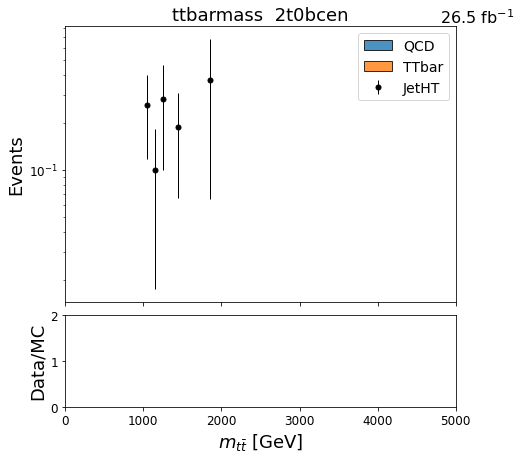 ttbarmass 2t0bcen
26.5 fb⁻¹
QCD
TTbar
JetHT
Events
10⁻¹
Data/MC
2
1
0
0 1000 2000 3000 4000 5000
m_{tt̄} [GeV]